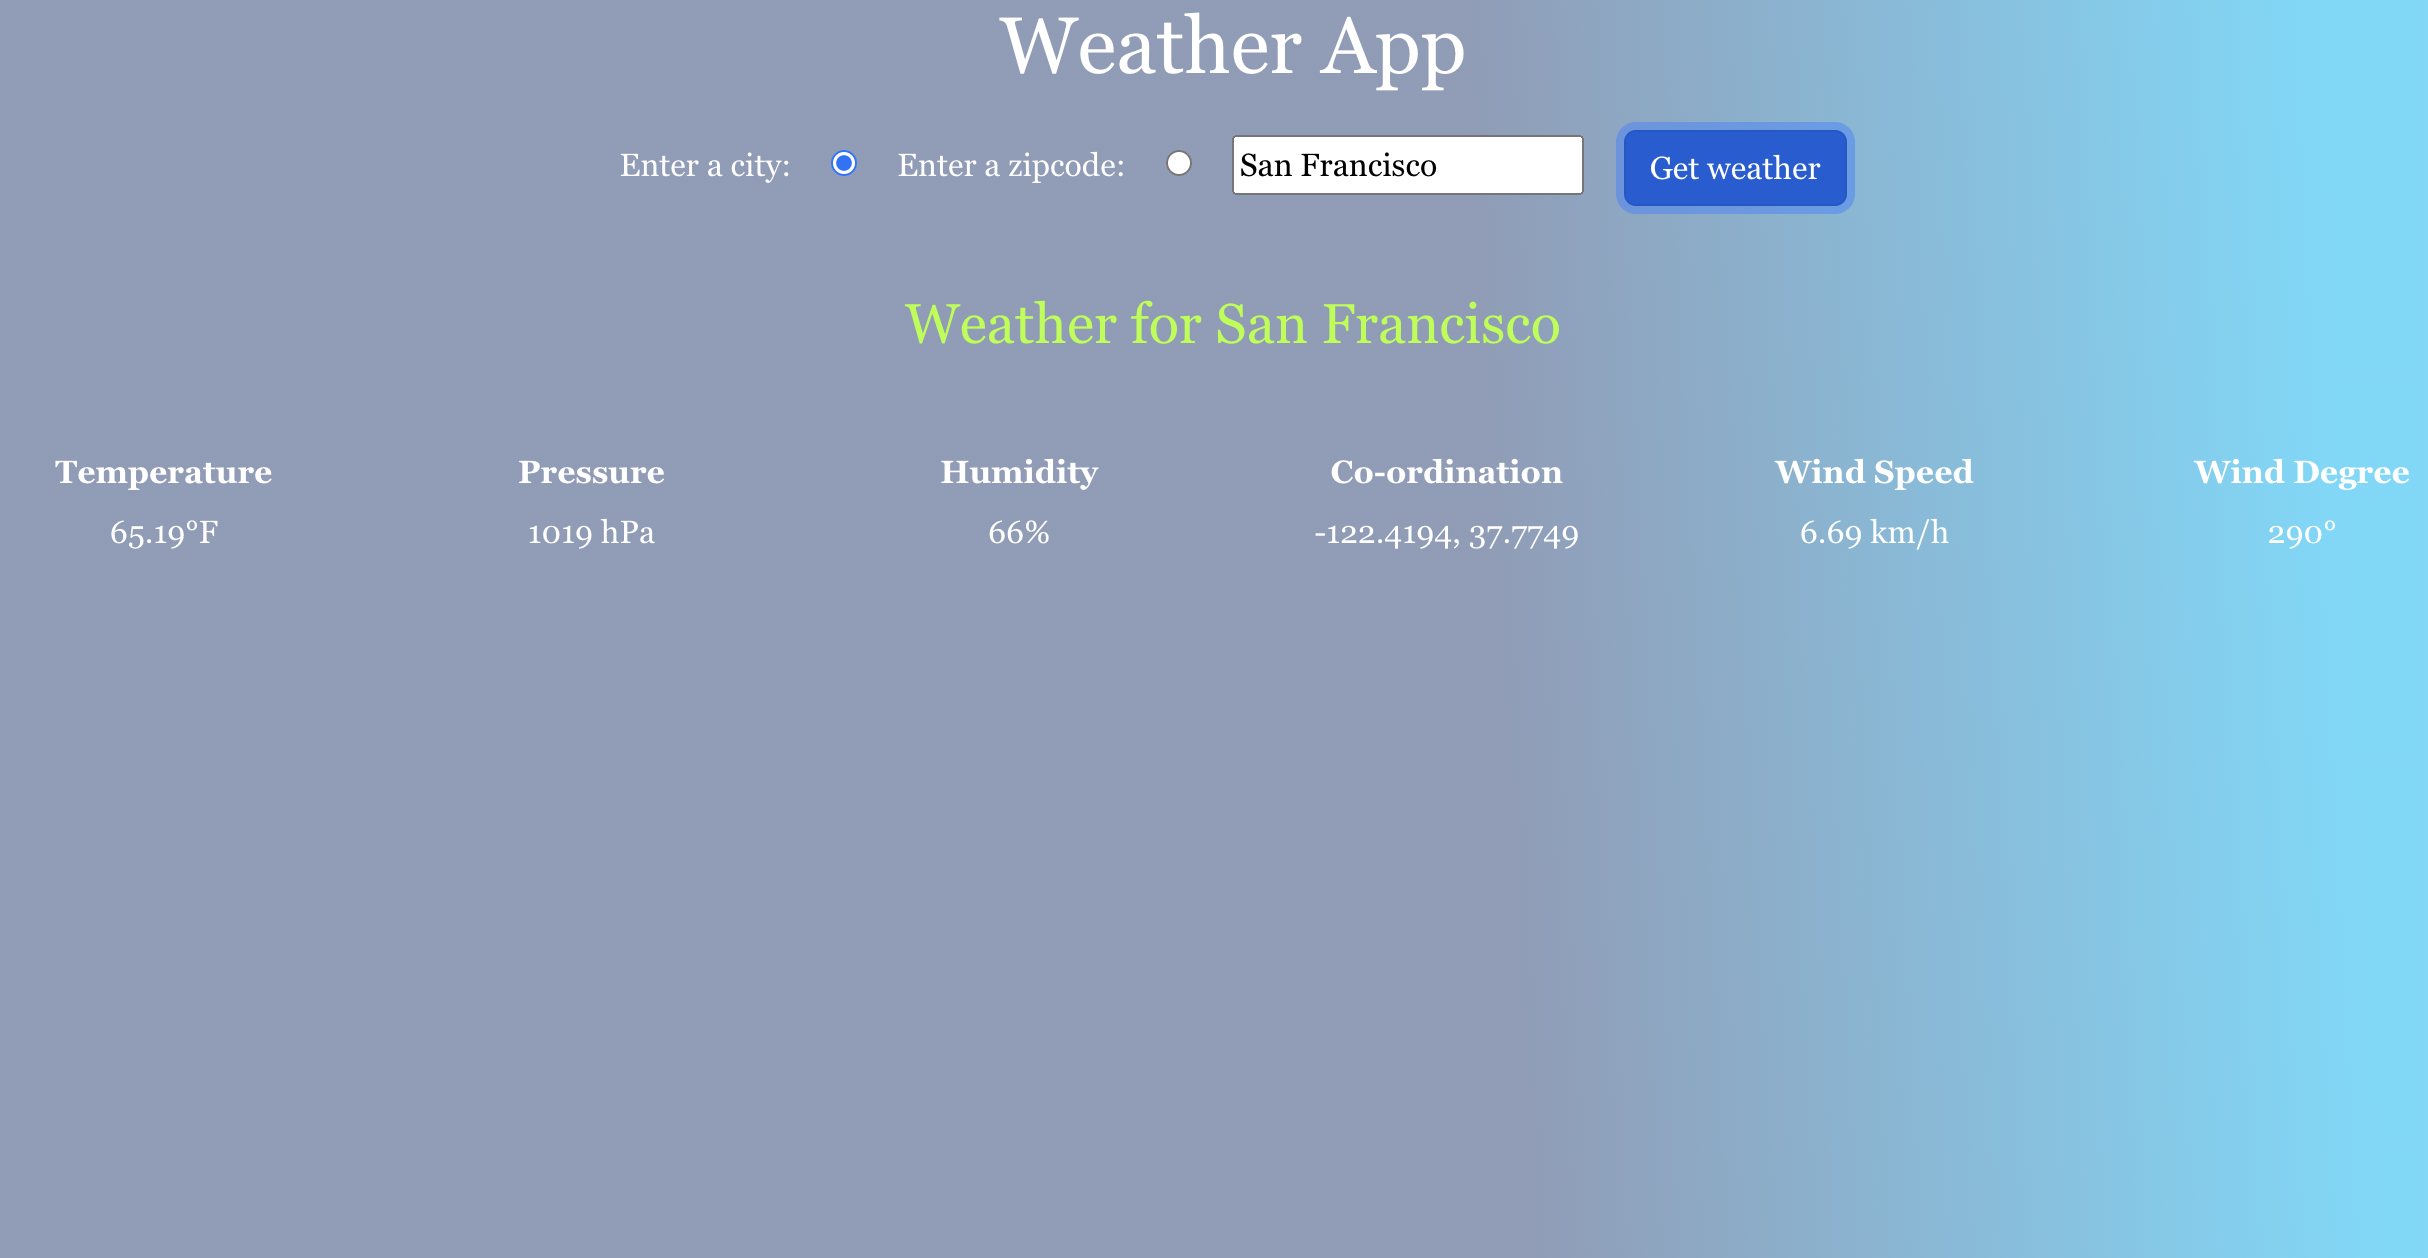 Weather App
Enter a city: Enter a zipcode: San Francisco Get weather
Weather for San Francisco
Temperature Pressure Humidity Co-ordination Wind Speed Wind Degree
65.19°F 1019 hPa 66% -122.4194, 37.7749 6.69 km/h 290°